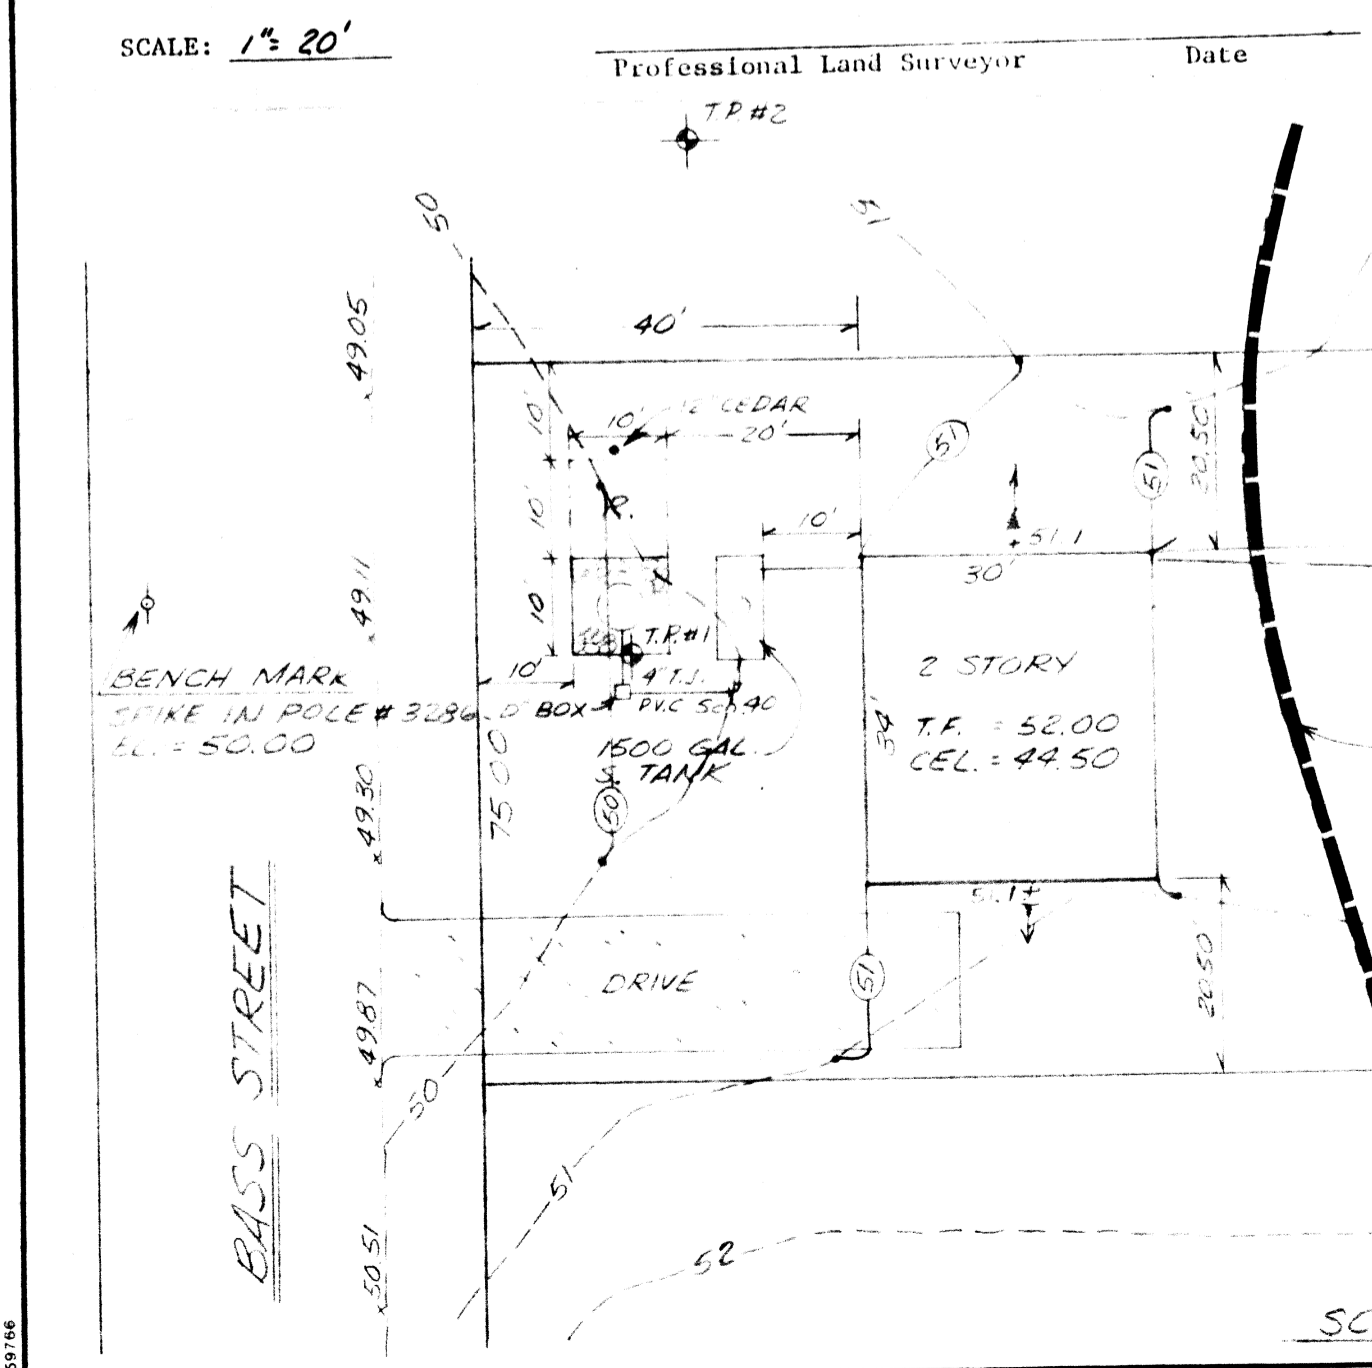 SCALE: 1"= 20'
Professional Land Surveyor
Date
T.P. #2
50
51
49.05
40'
10'
12" CEDAR
10'
20'
51
51
20.50'
10'
R.
10'
51.1
30'
49.11
10'
T.P. #1
10'
4" T.J.
PVC Sch. 40
2 STORY
BENCH MARK
SPIKE IN POLE # 3286
EL. = 50.00
D BOX
34'
T.F. = 52.00
CEL. = 44.50
1500 GAL.
TANK
75.00
49.30
50
51.1
BASS STREET
DRIVE
51
20.50'
49.87
50
51
50.51
52
SC
59766